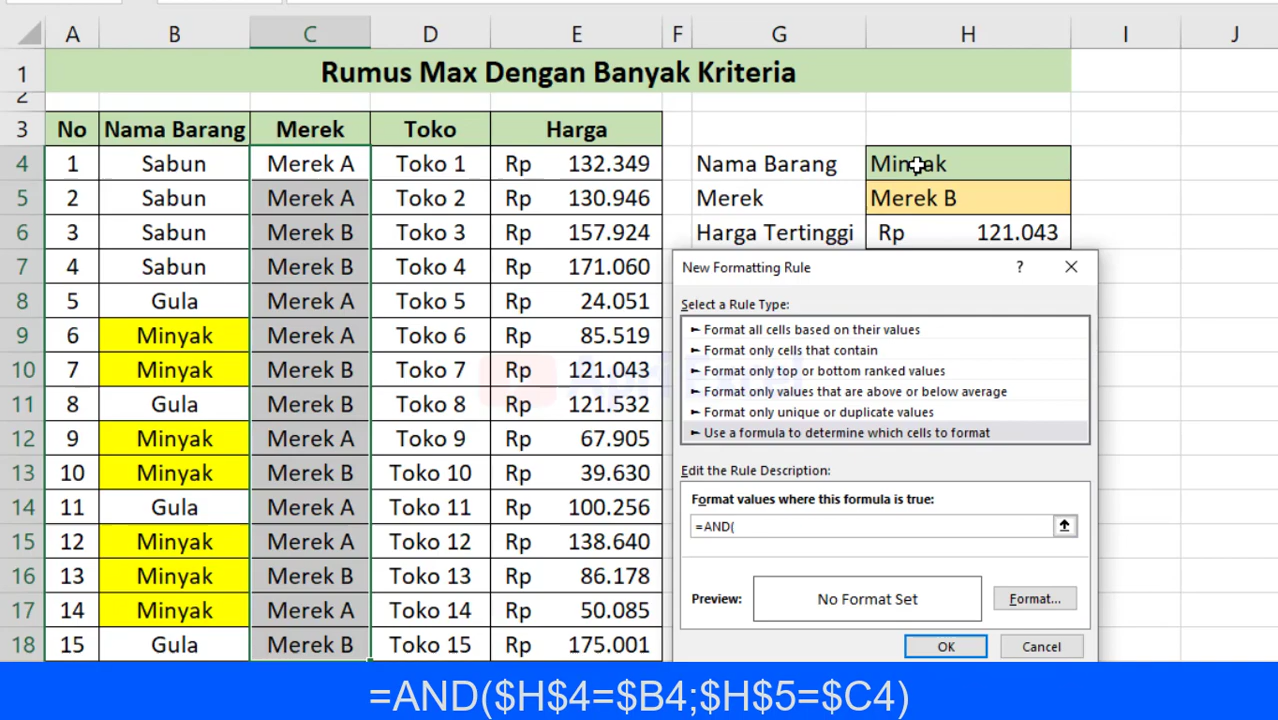 A B C D E F G H I J
1 Rumus Max Dengan Banyak Kriteria
2
3 No Nama Barang Merek Toko Harga
4 1 Sabun Merek A Toko 1 Rp 132.349 Nama Barang Minyak
5 2 Sabun Merek A Toko 2 Rp 130.946 Merek Merek B
6 3 Sabun Merek B Toko 3 Rp 157.924 Harga Tertinggi Rp 121.043
7 4 Sabun Merek B Toko 4 Rp 171.060
8 5 Gula Merek A Toko 5 Rp 24.051
9 6 Minyak Merek A Toko 6 Rp 85.519
10 7 Minyak Merek B Toko 7 Rp 121.043
11 8 Gula Merek B Toko 8 Rp 121.532
12 9 Minyak Merek A Toko 9 Rp 67.905
13 10 Minyak Merek B Toko 10 Rp 39.630
14 11 Gula Merek A Toko 11 Rp 100.256
15 12 Minyak Merek A Toko 12 Rp 138.640
16 13 Minyak Merek B Toko 13 Rp 86.178
17 14 Minyak Merek A Toko 14 Rp 50.085
18 15 Gula Merek B Toko 15 Rp 175.001
New Formatting Rule ?
Select a Rule Type:
► Format all cells based on their values
► Format only cells that contain
► Format only top or bottom ranked values
► Format only values that are above or below average
► Format only unique or duplicate values
► Use a formula to determine which cells to format
Edit the Rule Description:
Format values where this formula is true:
=AND(
Preview: No Format Set Format...
OK Cancel
=AND($H$4=$B4;$H$5=$C4)